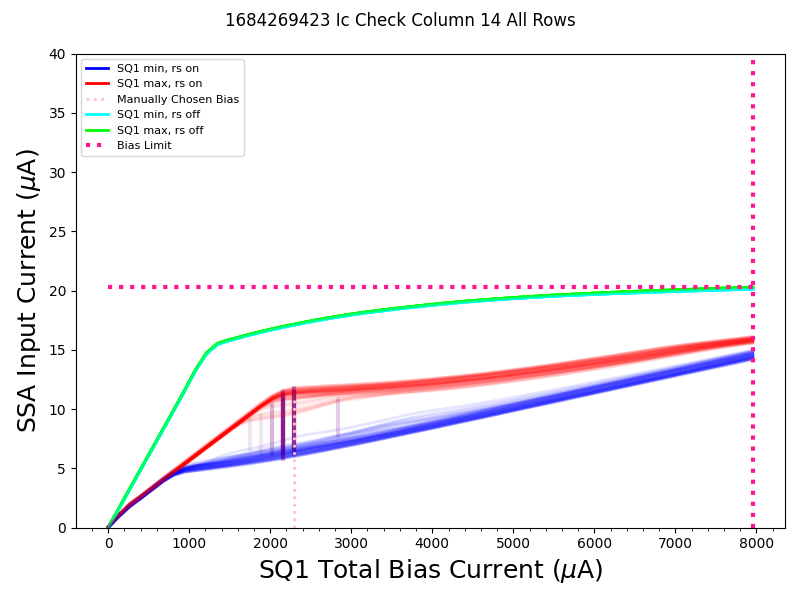 1684269423 Ic Check Column 14 All Rows
SSA Input Current (μA)
40
35
30
25
20
15
10
5
0
SQ1 min, rs on
SQ1 max, rs on
Manually Chosen Bias
SQ1 min, rs off
SQ1 max, rs off
Bias Limit
0 1000 2000 3000 4000 5000 6000 7000 8000
SQ1 Total Bias Current (μA)